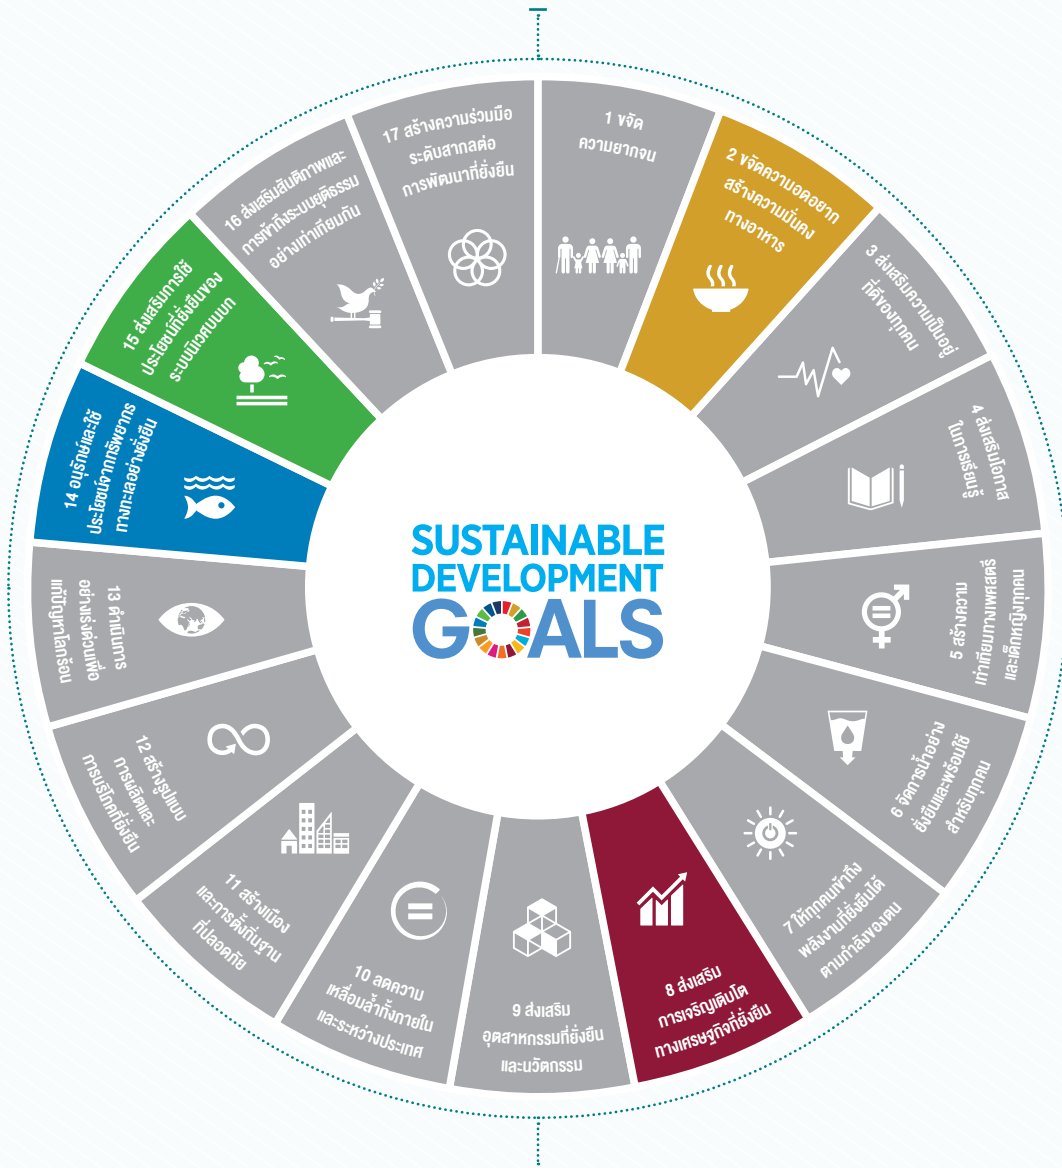 1 ขจัด
ความยากจน
2 ขจัดความอดอยาก
สร้างความมั่นคง
ทางอาหาร
3 ส่งเสริมความเป็นอยู่
ที่ดีของทุกคน
4 ส่งเสริมโอกาส
ในการเรียนรู้
5 สร้างความ
เท่าเทียมทางเพศสตรี
และเด็กหญิงทุกคน
6 จัดการน้ำอย่าง
ยั่งยืนและพร้อมใช้
สำหรับทุกคน
7 ให้ทุกคนเข้าถึง
พลังงานที่ยั่งยืนได้
ตามกำลังของตน
8 ส่งเสริม
การเจริญเติบโต
ทางเศรษฐกิจที่ยั่งยืน
9 ส่งเสริม
อุตสาหกรรมที่ยั่งยืน
และนวัตกรรม
10 ลดความ
เหลื่อมล้ำทั้งภายใน
และระหว่างประเทศ
11 สร้างเมือง
และการตั้งถิ่นฐาน
ที่ปลอดภัย
12 สร้างรูปแบบ
การผลิตและ
การบริโภคที่ยั่งยืน
13 ดำเนินการ
อย่างเร่งด่วนเพื่อ
แก้ปัญหาโลกร้อน
14 อนุรักษ์และใช้
ประโยชน์จากทรัพยากร
ทางทะเลอย่างยั่งยืน
15 ส่งเสริมการใช้
ประโยชน์ที่ยั่งยืนของ
ระบบนิเวศบนบก
16 ส่งเสริมสันติภาพและ
การเข้าถึงระบบยุติธรรม
อย่างเท่าเทียมกัน
17 สร้างความร่วมมือ
ระดับสากลต่อ
การพัฒนาที่ยั่งยืน
SUSTAINABLE
DEVELOPMENT
GOALS